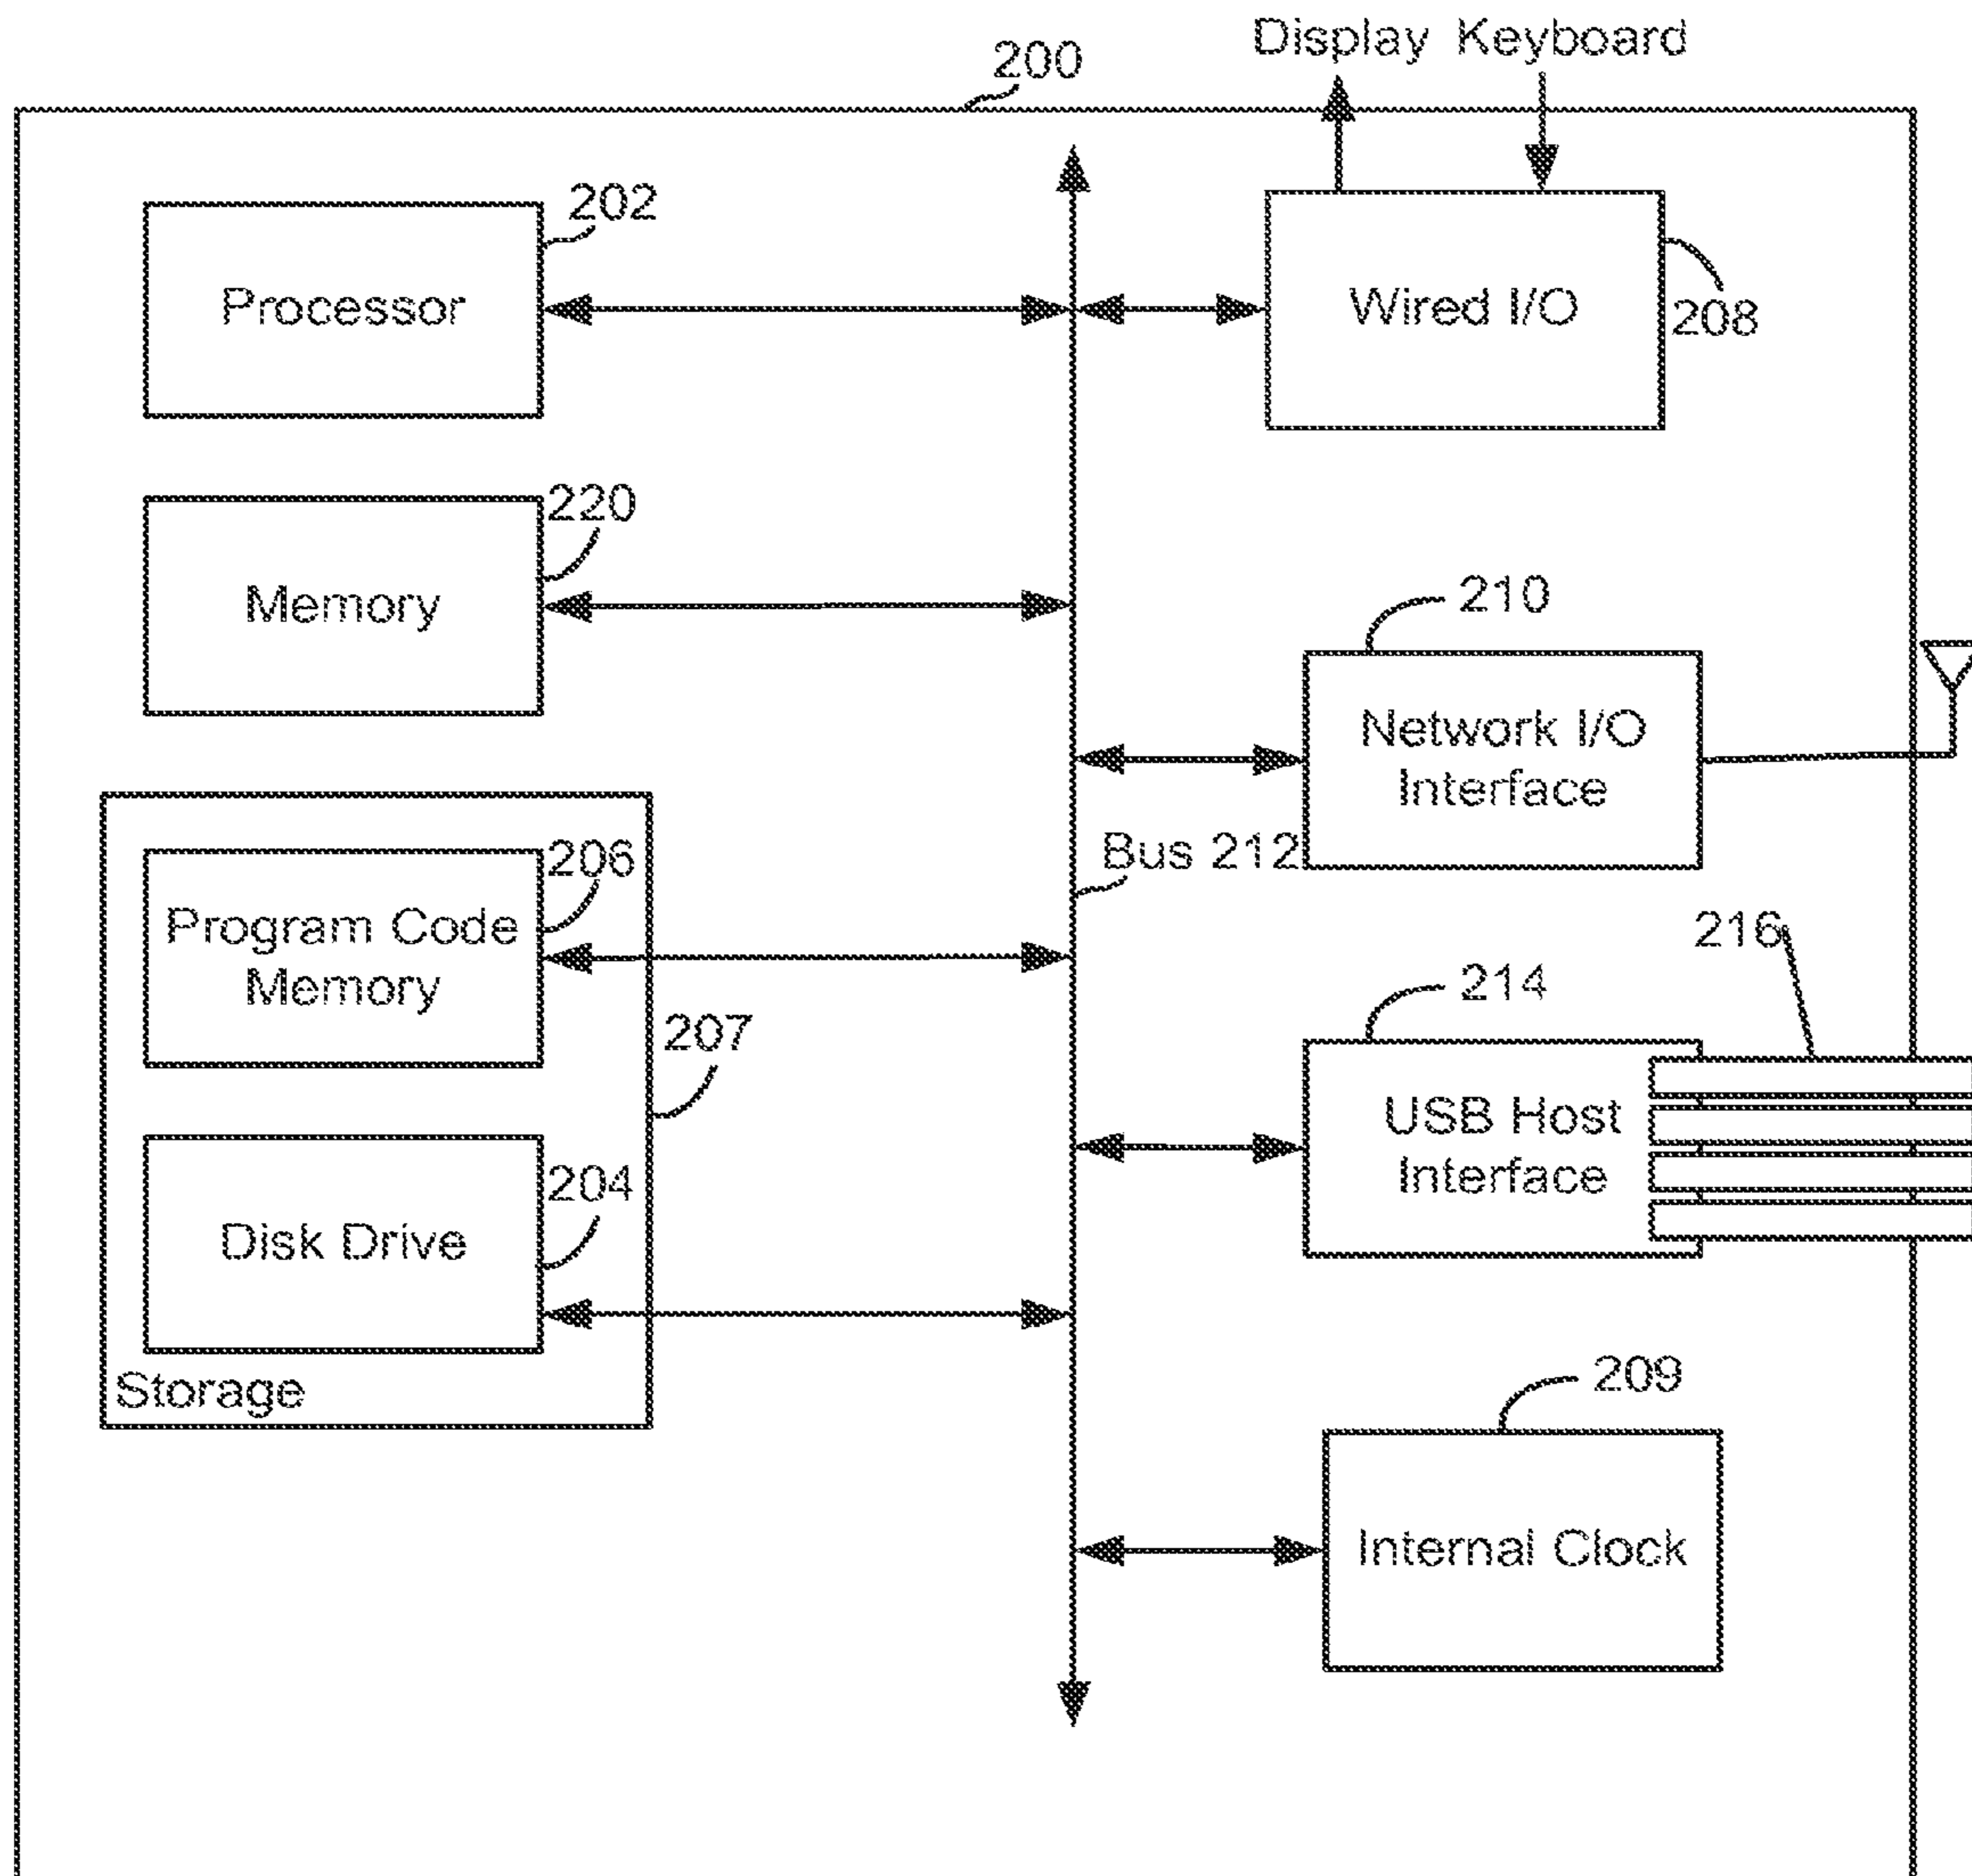 Display Keyboard
200
202
Processor
Wired I/O
208
220
Memory
210
Network I/O
Interface
Bus 212
206
Program Code
Memory
216
214
207
USB Host
Interface
204
Disk Drive
Storage
209
Internal Clock